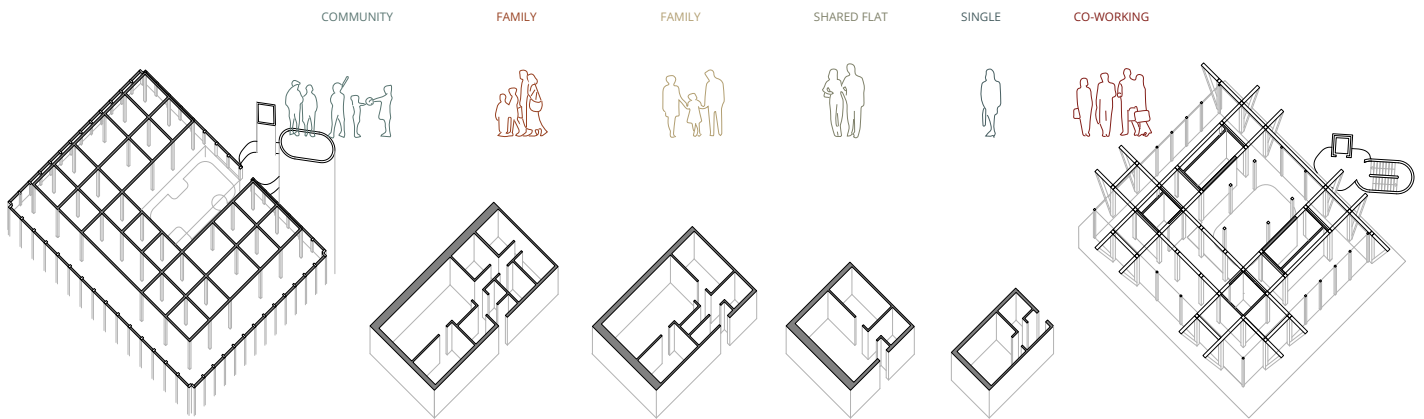 COMMUNITY
FAMILY
FAMILY
SHARED FLAT
SINGLE
CO-WORKING